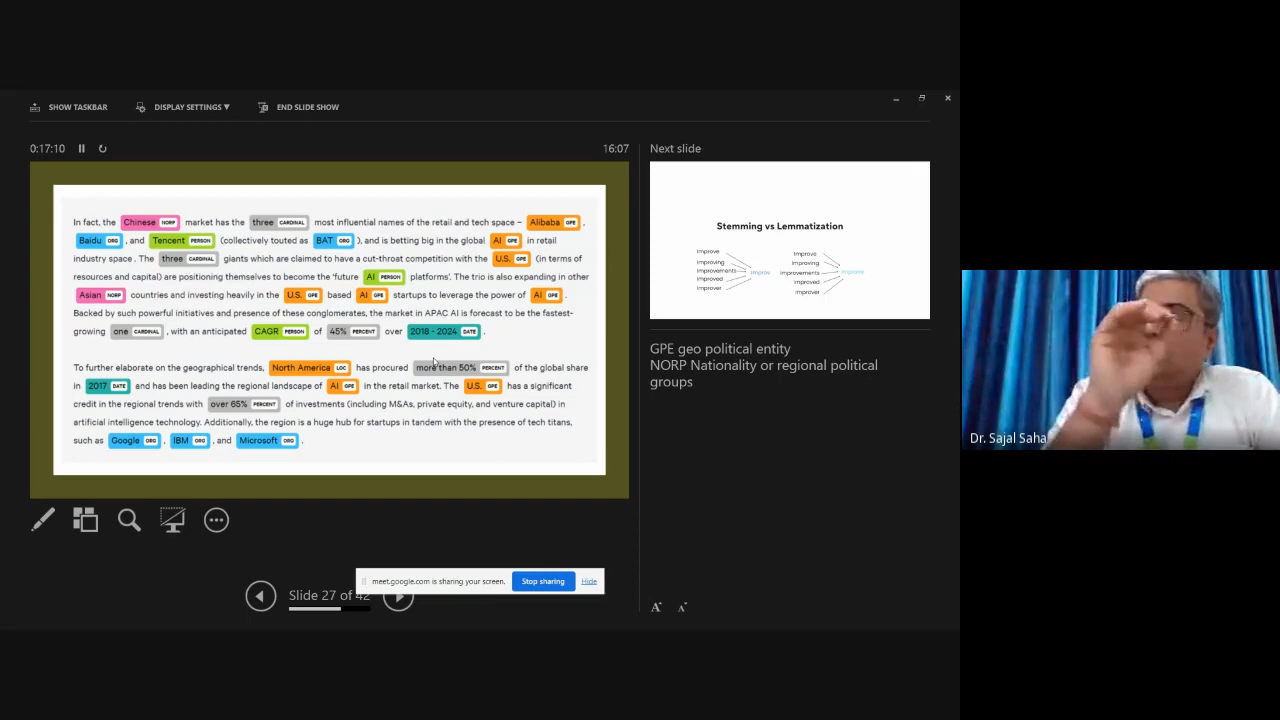 SHOW TASKBAR DISPLAY SETTINGS ▼ END SLIDE SHOW
0:17:10 16:07 Next slide
In fact, the Chinese NORP market has the three CARDINAL most influential names of the retail and tech space – Alibaba GPE ,
Baidu ORG , and Tencent PERSON (collectively touted as BAT ORG ), and is betting big in the global AI GPE in retail
industry space . The three CARDINAL giants which are claimed to have a cut-throat competition with the U.S. GPE (in terms of
resources and capital) are positioning themselves to become the 'future AI PERSON platforms'. The trio is also expanding in other
Asian NORP countries and investing heavily in the U.S. GPE based AI GPE startups to leverage the power of AI GPE .
Backed by such powerful initiatives and presence of these conglomerates, the market in APAC AI is forecast to be the fastest-
growing one CARDINAL , with an anticipated CAGR PERSON of 45% PERCENT over 2018 - 2024 DATE .
To further elaborate on the geographical trends, North America LOC has procured more than 50% PERCENT of the global share
in 2017 DATE and has been leading the regional landscape of AI GPE in the retail market. The U.S. GPE has a significant
credit in the regional trends with over 65% PERCENT of investments (including M&As, private equity, and venture capital) in
artificial intelligence technology. Additionally, the region is a huge hub for startups in tandem with the presence of tech titans,
such as Google ORG , IBM ORG , and Microsoft ORG .
Stemming vs Lemmatization
Improve
Improving
Improvements
Improved
Improver
Improv
Improve
Improving
Improvements
Improved
Improver
Improve
GPE geo political entity
NORP Nationality or regional political
groups
Dr. Sajal Saha
meet.google.com is sharing your screen. Stop sharing Hide
Slide 27 of 42
A A